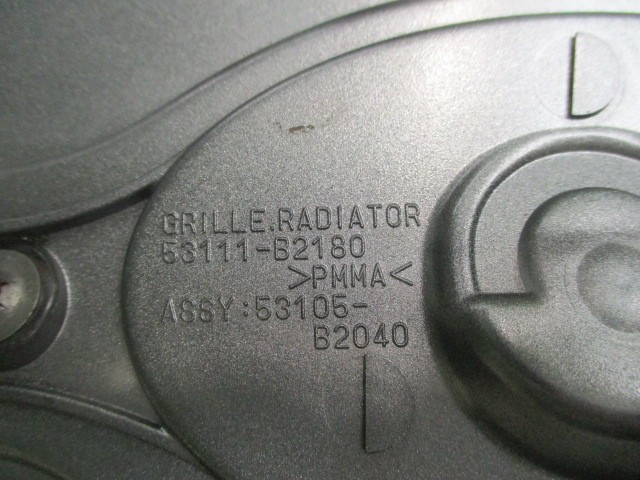 GRILLE.RADIATOR
53111-B2180
>PMMA<
ASSY:53105-
B2040